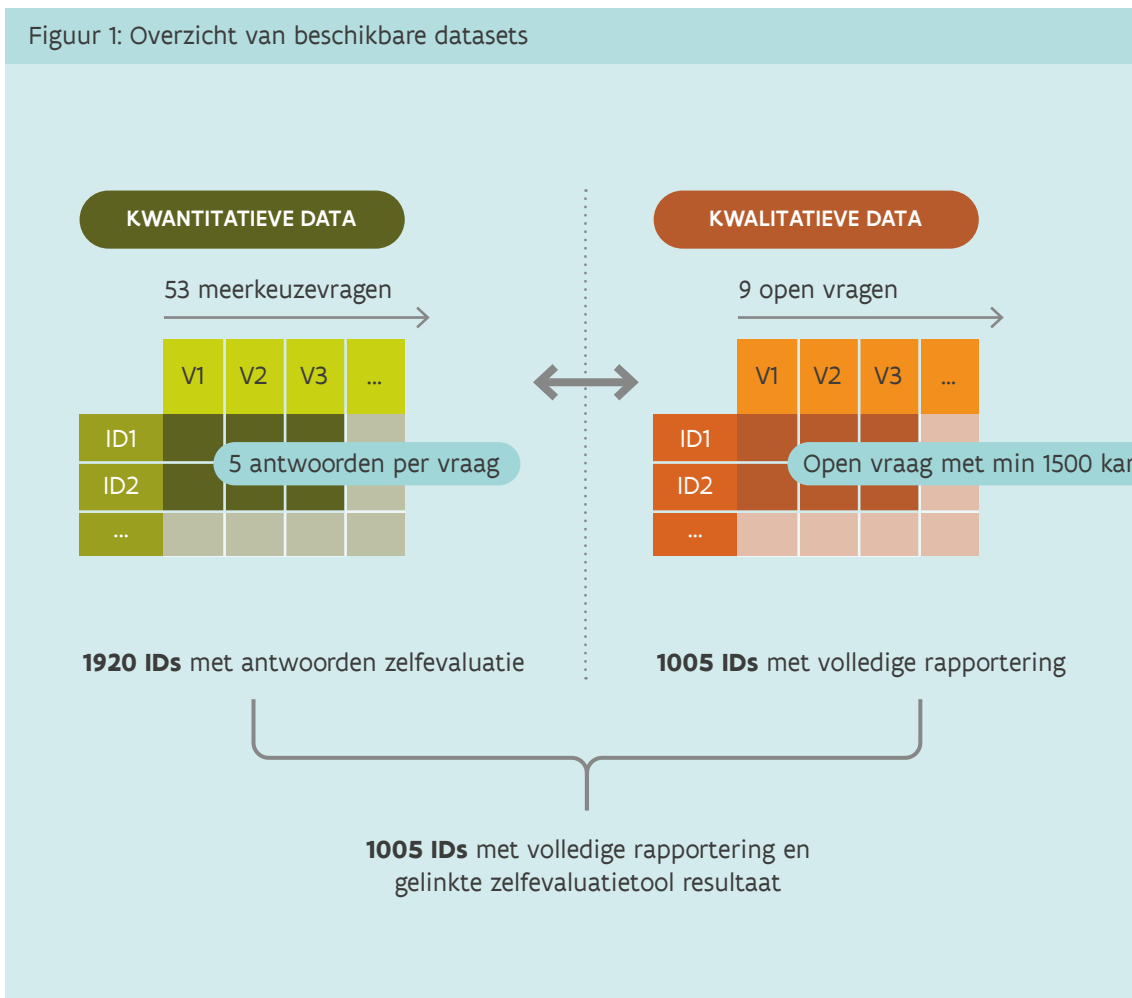 Figuur 1: Overzicht van beschikbare datasets
KWANTITATIEVE DATA
53 meerkeuzevragen
V1 V2 V3 ...
ID1
5 antwoorden per vraag
ID2
...
1920 IDs met antwoorden zelfevaluatie
KWALITATIEVE DATA
9 open vragen
V1 V2 V3 ...
ID1
Open vraag met min 1500
ID2
...
1005 IDs met volledige rapportering
1005 IDs met volledige rapportering en
gelinkte zelfevaluatietool resultaat